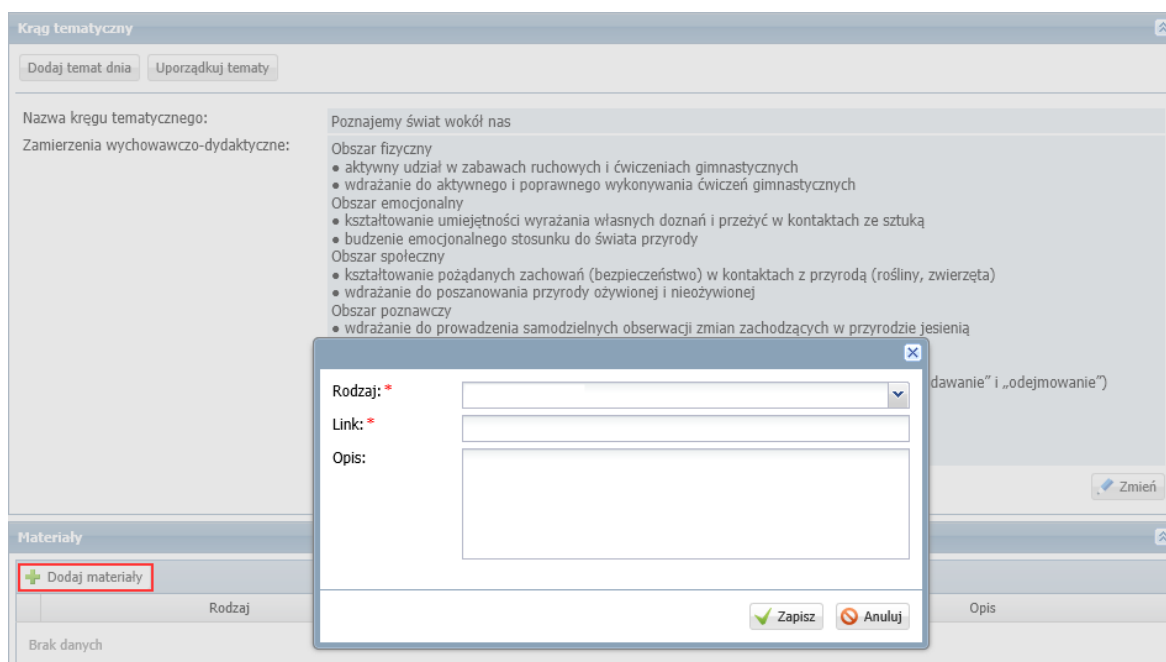 Krąg tematyczny
Dodaj temat dnia Uporządkuj tematy
Nazwa kręgu tematycznego: Poznajemy świat wokół nas
Zamierzenia wychowawczo-dydaktyczne: Obszar fizyczny
● aktywny udział w zabawach ruchowych i ćwiczeniach gimnastycznych
● wdrażanie do aktywnego i poprawnego wykonywania ćwiczeń gimnastycznych
Obszar emocjonalny
● kształtowanie umiejętności wyrażania własnych doznań i przeżyć w kontaktach ze sztuką
● budzenie emocjonalnego stosunku do świata przyrody
Obszar społeczny
● kształtowanie pożądanych zachowań (bezpieczeństwo) w kontaktach z przyrodą (rośliny, zwierzęta)
● wdrażanie do poszanowania przyrody ożywionej i nieożywionej
Obszar poznawczy
● wdrażanie do prowadzenia samodzielnych obserwacji zmian zachodzących w przyrodzie jesienią
dawanie” i „odejmowanie”)
Rodzaj: *
Link: *
Opis:
Zmień
Materiały
Dodaj materiały
Rodzaj Opis
Zapisz Anuluj
Brak danych